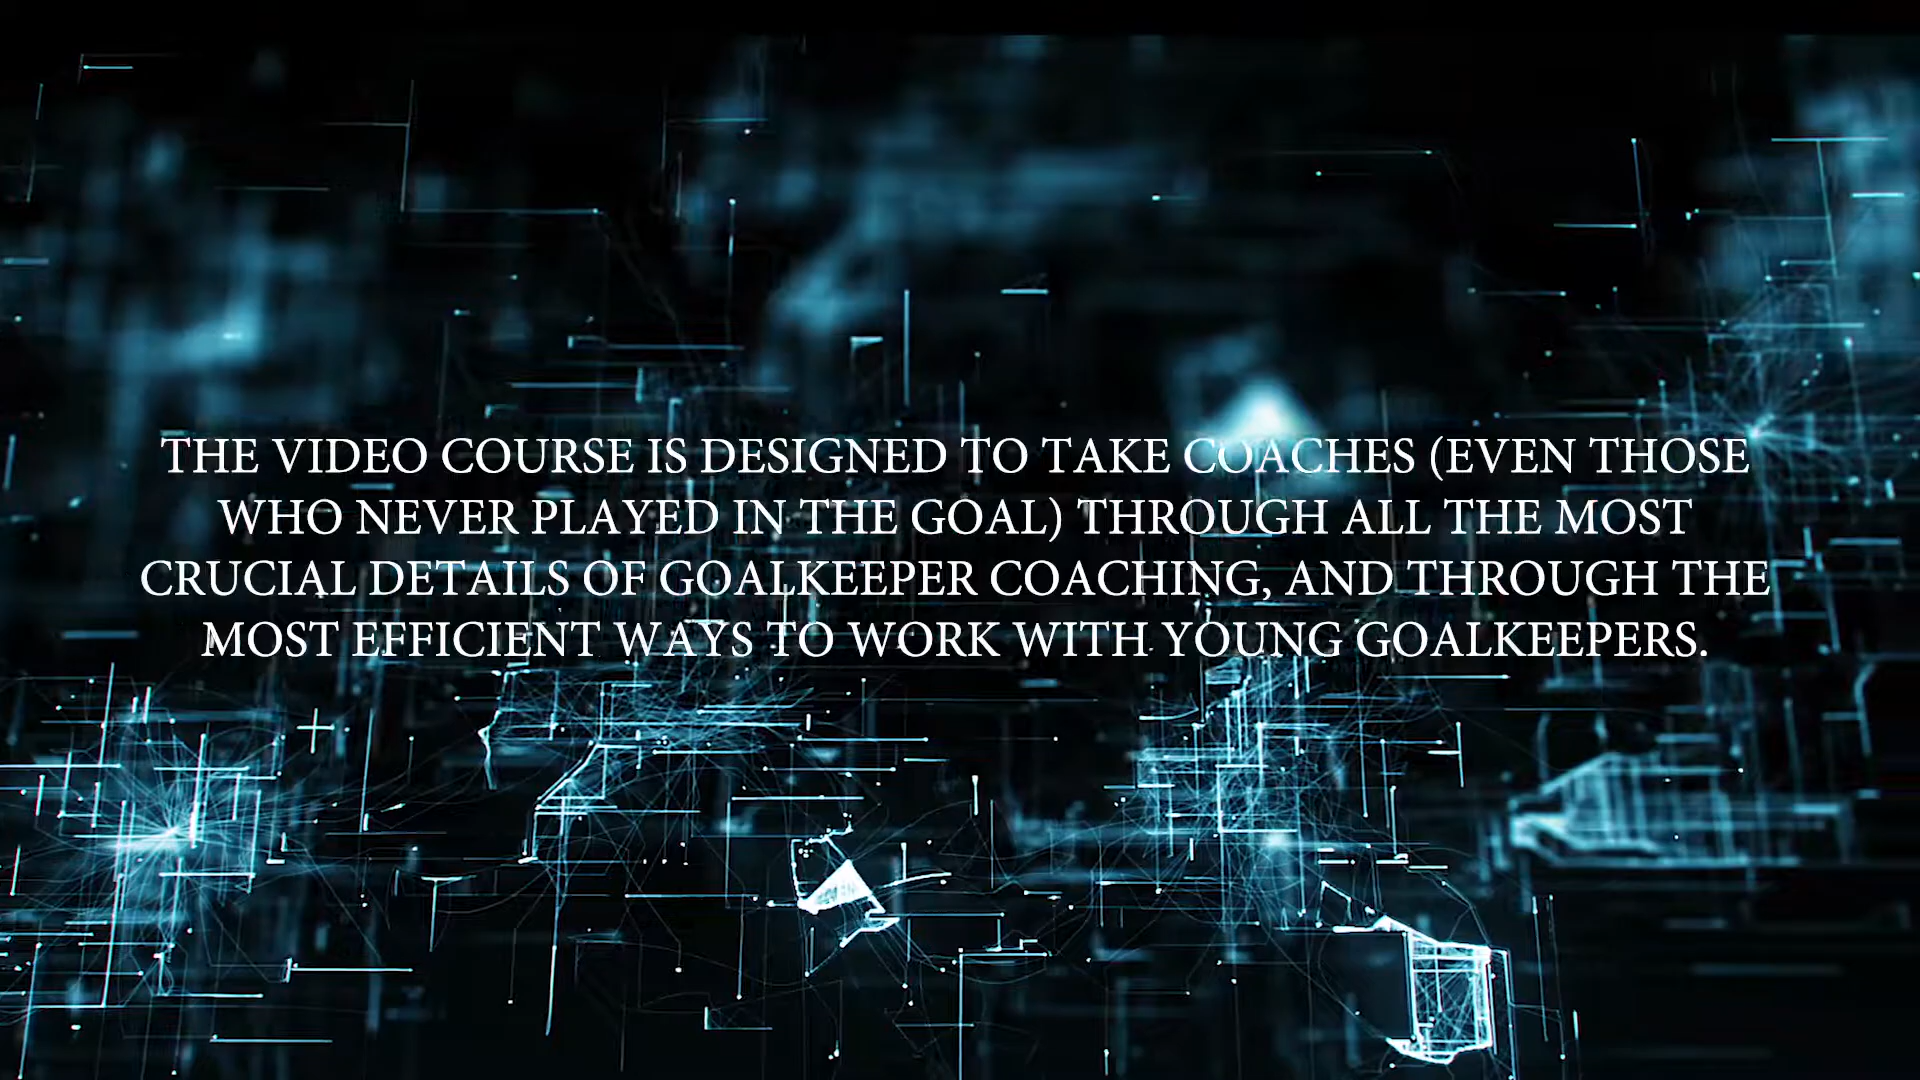 THE VIDEO COURSE IS DESIGNED TO TAKE COACHES (EVEN THOSE
WHO NEVER PLAYED IN THE GOAL) THROUGH ALL THE MOST
CRUCIAL DETAILS OF GOALKEEPER COACHING, AND THROUGH THE
MOST EFFICIENT WAYS TO WORK WITH YOUNG GOALKEEPERS.